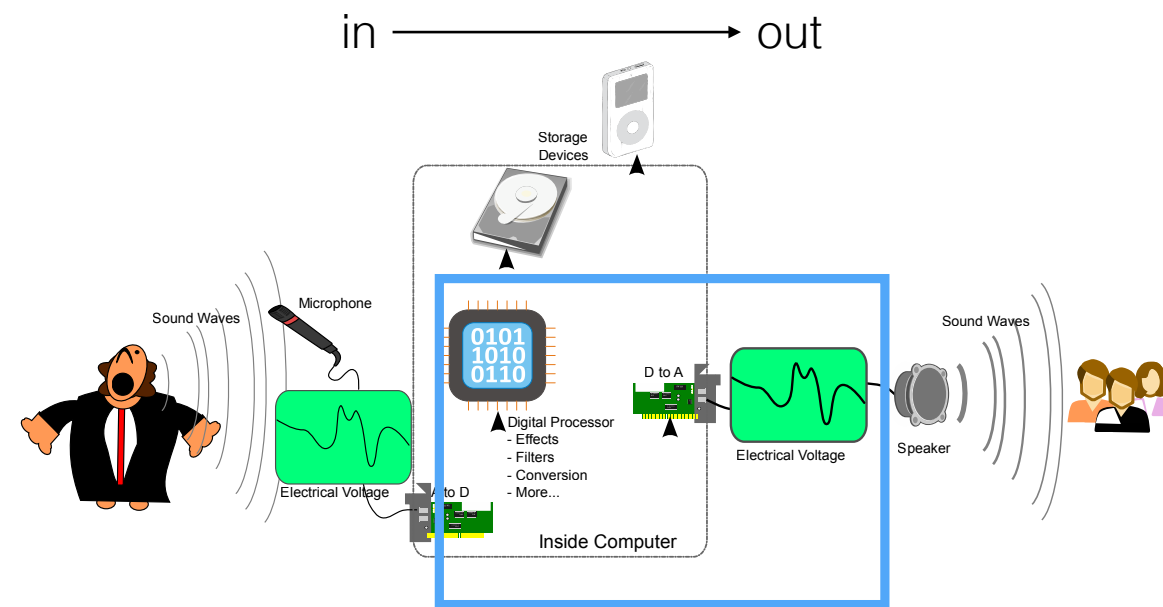 in
out
Storage
Devices
Microphone
Sound Waves
0101
1010
0110
Sound Waves
D to A
Digital Processor
- Effects
- Filters
- Conversion
- More...
Electrical Voltage
Speaker
Electrical Voltage
A to D
Inside Computer